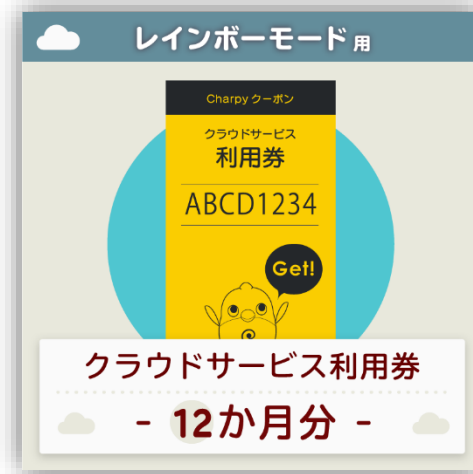 レインボーモード用
Charpy クーポン
クラウドサービス
利用券
ABCD1234
Get!
クラウドサービス利用券
- 12か月分 -